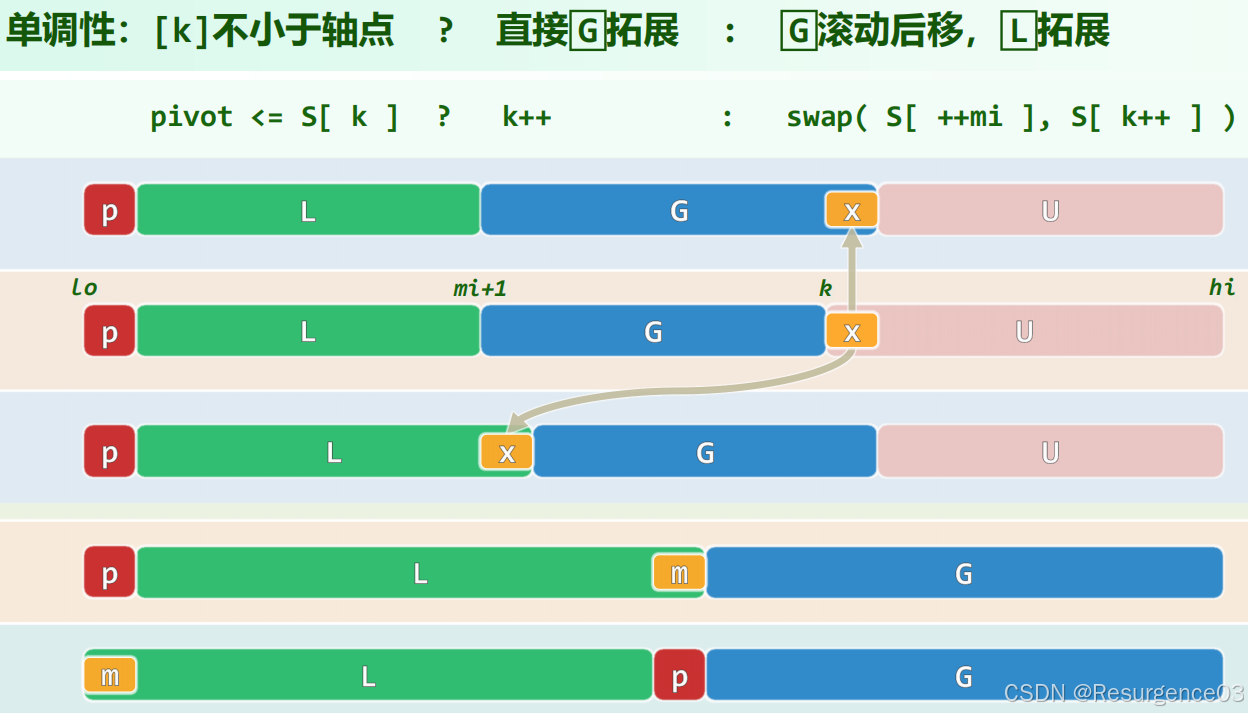 单调性：[k]不小于轴点 ? 直接G拓展 : G滚动后移，L拓展
pivot <= S[ k ] ? k++ : swap( S[ ++mi ], S[ k++ ] )
p L G x U
lo mi+1 k hi
p L G x U
p L x G U
p L m G
m L p G
CSDN @Resurgence03